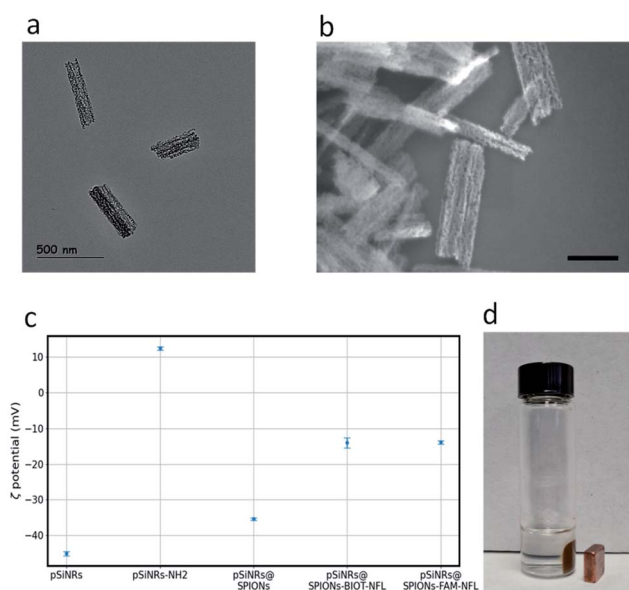 a
b
500 nm
c
d
ζ potential (mV)
10
0
−10
−20
−30
−40
pSiNRs
pSiNRs-NH2
pSiNRs@
SPIONs
pSiNRs@
SPIONs-BIOT-NFL
pSiNRs@
SPIONs-FAM-NFL